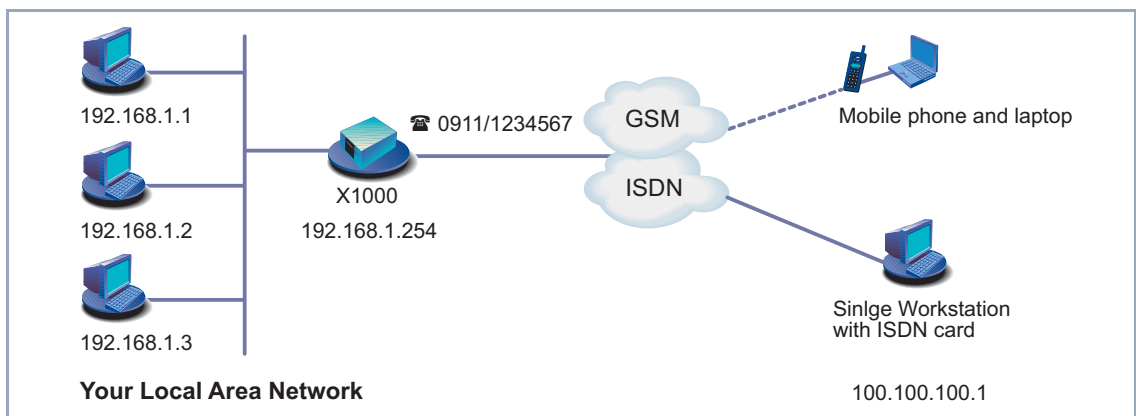 192.168.1.1
192.168.1.2
192.168.1.3
Your Local Area Network
☎ 0911/1234567
X1000
192.168.1.254
GSM
ISDN
Mobile phone and laptop
Sinlge Workstation
with ISDN card
100.100.100.1